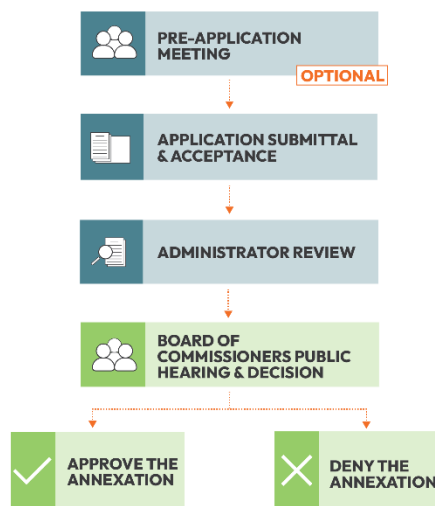 PRE-APPLICATION
MEETING
OPTIONAL
APPLICATION SUBMITTAL
& ACCEPTANCE
ADMINISTRATOR REVIEW
BOARD OF
COMMISSIONERS PUBLIC
HEARING & DECISION
APPROVE THE
ANNEXATION
DENY THE
ANNEXATION